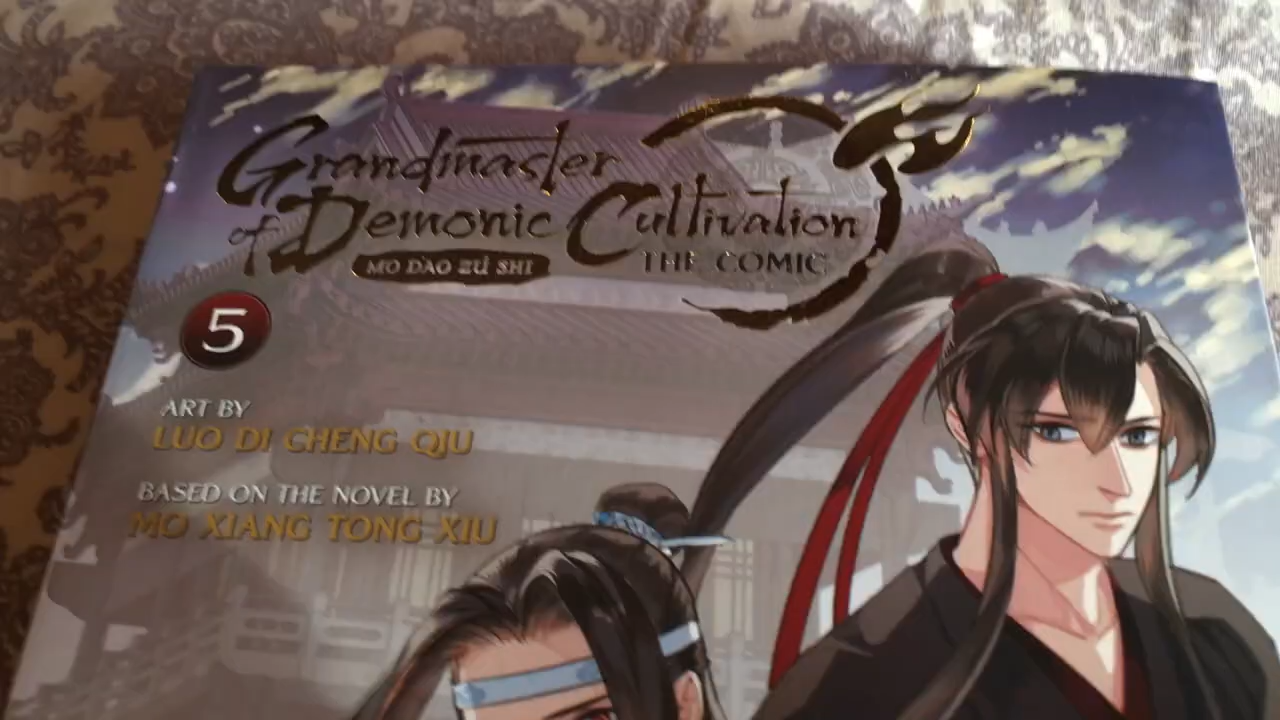 Grandmaster
of Demonic Cultivation
MO DAO ZU SHI
THE COMIC
5
ART BY
LUO DI CHENG QIU
BASED ON THE NOVEL BY
MO XIANG TONG XIU